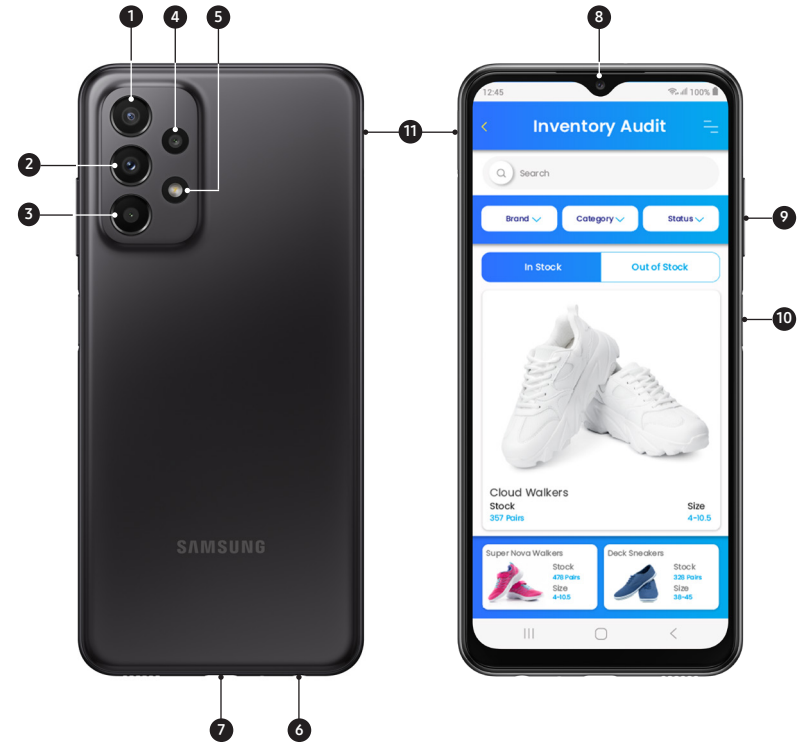 1
4
5
8
2
3
11
9
10
7
6
SAMSUNG
12:45
100%
Inventory Audit
Search
Brand
Category
Status
In Stock
Out of Stock
Cloud Walkers
Stock
Size
357 Pairs
4-10.5
Super Nova Walkers
Stock
478 Pairs
Size
4-10.5
Deck Sneakers
Stock
328 Pairs
Size
38-45